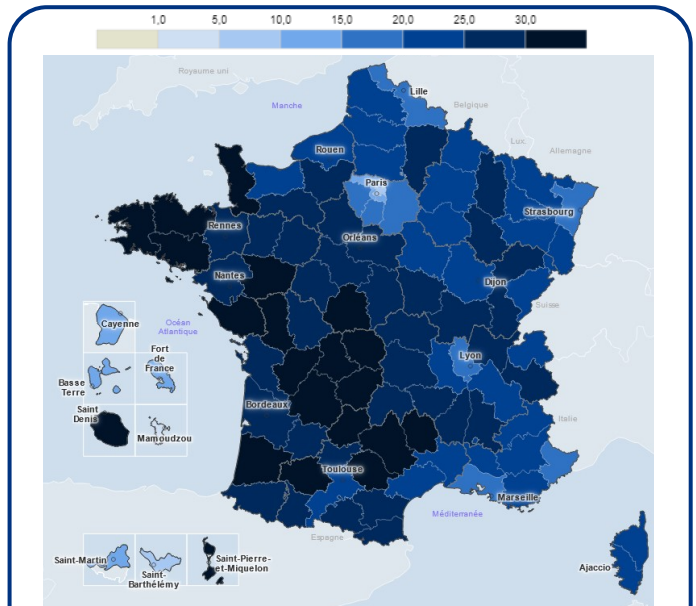 1,0 5,0 10,0 15,0 20,0 25,0 30,0
Royaume uni
Lille
Manche
Belgique
Lux.
Allemagne
Rouen
Paris
Strasbourg
Rennes
Orléans
Nantes
Dijon
Suisse
Cayenne
Océan
Atlantique
Fort
de
France
Lyon
Basse
Terre
Bordeaux
Saint
Denis
Mamoudzou
Italie
Toulouse
Marseille
Méditerranée
Espagne
Saint-Martin
Saint-
Barthélémy
Saint-Pierre-
et-Miquelon
Ajaccio